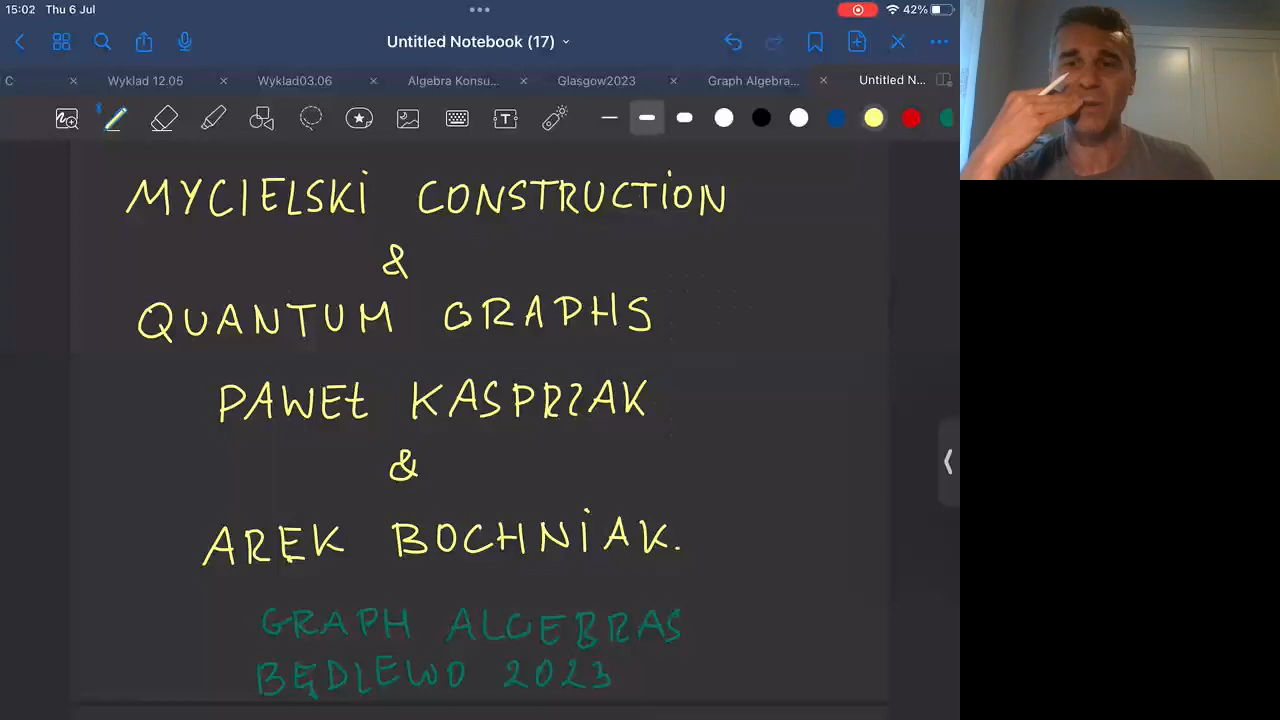 15:02 Thu 6 Jul
42%
Untitled Notebook (17)
C
Wyklad 12.05
Wyklad03.06
Algebra Konsu...
Glasgow2023
Graph Algebra...
Untitled N...
MYCIELSKI CONSTRUCTION
&
QUANTUM GRAPHS
PAWEŁ KASPRZAK
&
AREK BOCHNIAK.
GRAPH ALGEBRAS
BĘDLEWO 2023